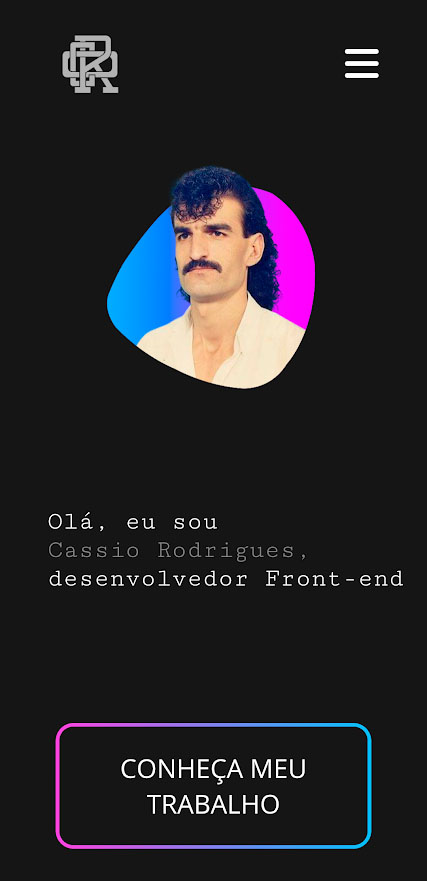 Olá, eu sou
Cassio Rodrigues,
desenvolvedor Front-end
CONHEÇA MEU
TRABALHO